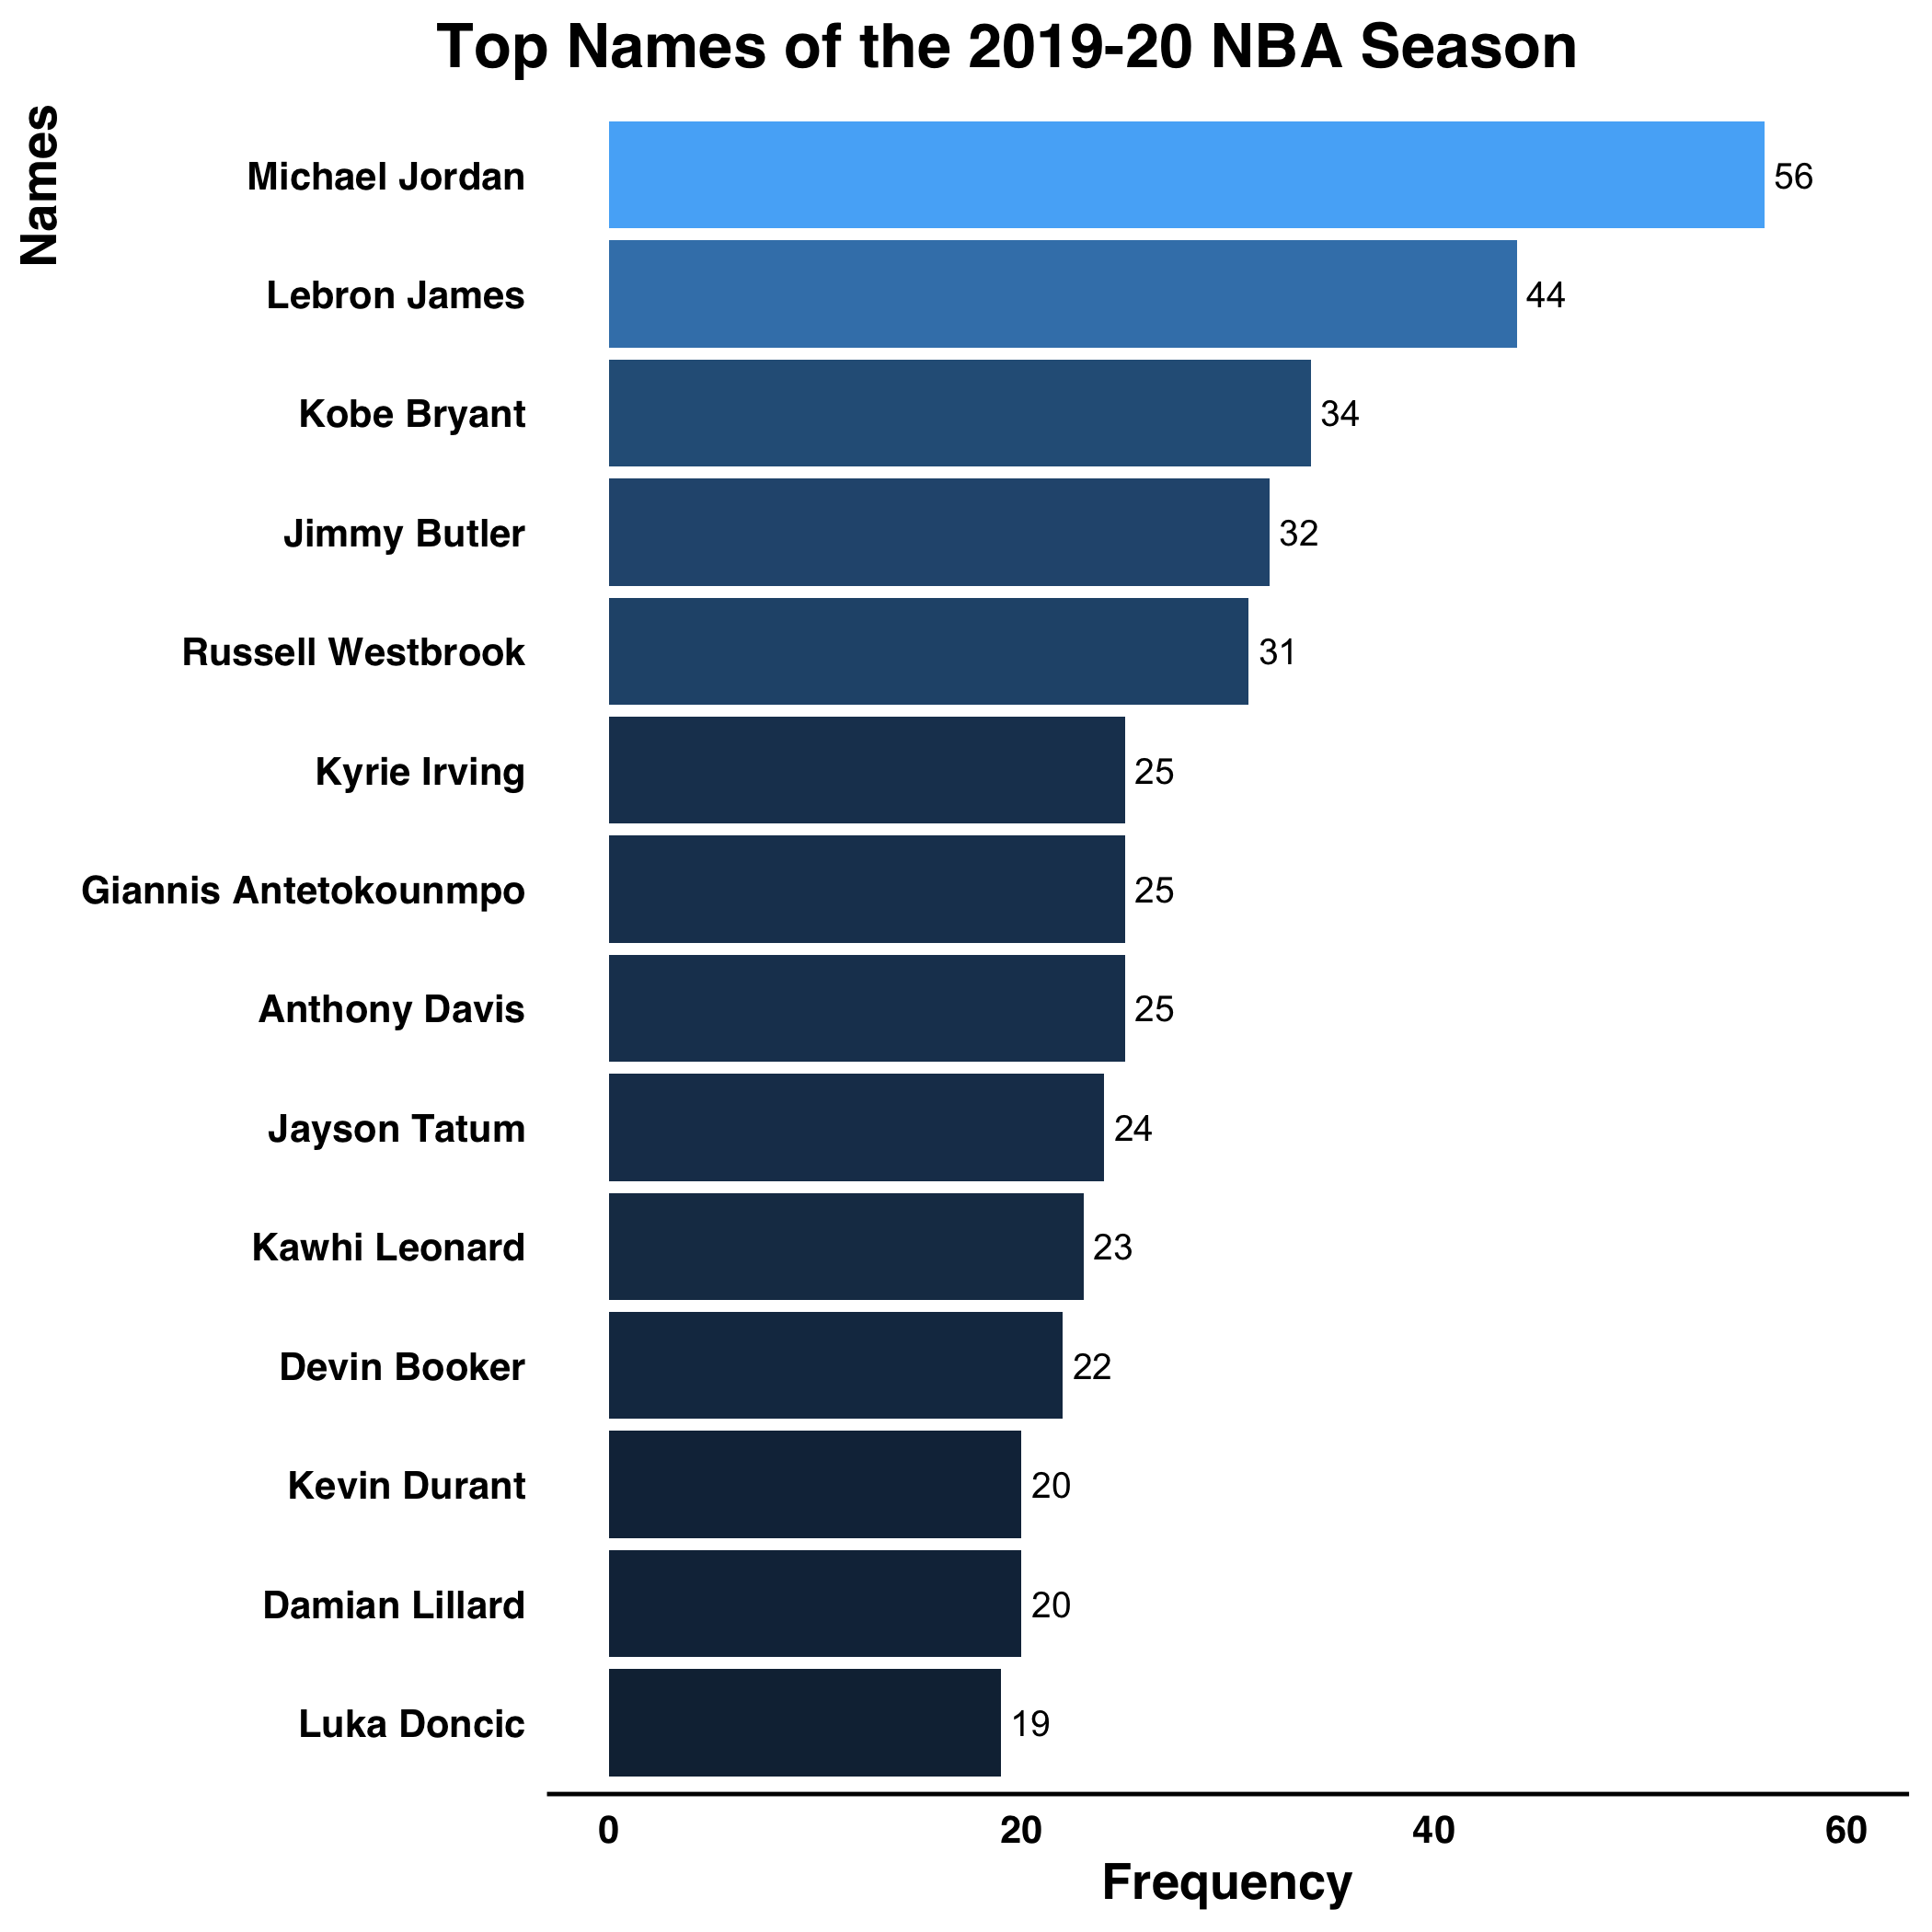 Top Names of the 2019-20 NBA Season
Names
Michael Jordan 56
Lebron James 44
Kobe Bryant 34
Jimmy Butler 32
Russell Westbrook 31
Kyrie Irving 25
Giannis Antetokounmpo 25
Anthony Davis 25
Jayson Tatum 24
Kawhi Leonard 23
Devin Booker 22
Kevin Durant 20
Damian Lillard 20
Luka Doncic 19
0 20 40 60
Frequency